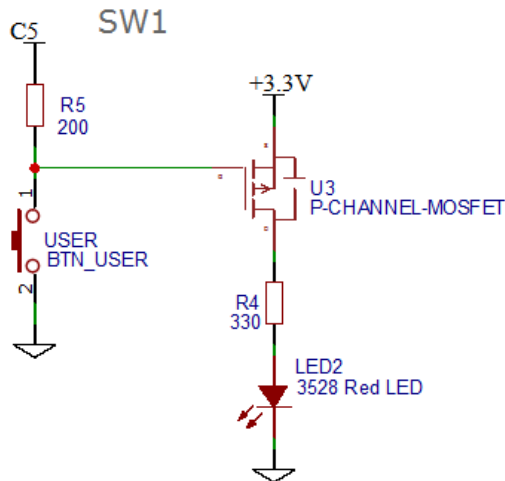 SW1
C5
R5
200
+3.3V
1
U3
P-CHANNEL-MOSFET
USER
BTN_USER
2
R4
330
LED2
3528 Red LED